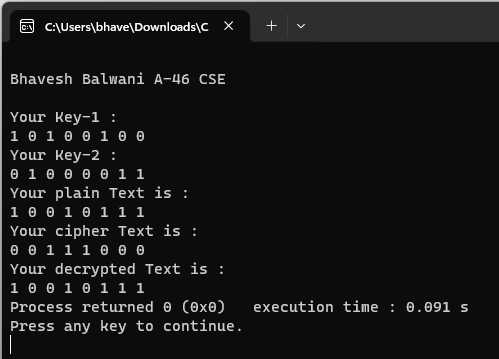 C:\Users\bhave\Downloads\C
Bhavesh Balwani A-46 CSE
Your Key-1 :
1 0 1 0 0 1 0 0
Your Key-2 :
0 1 0 0 0 0 1 1
Your plain Text is :
1 0 0 1 0 1 1 1
Your cipher Text is :
0 0 1 1 1 0 0 0
Your decrypted Text is :
1 0 0 1 0 1 1 1
Process returned 0 (0x0)   execution time : 0.091 s
Press any key to continue.